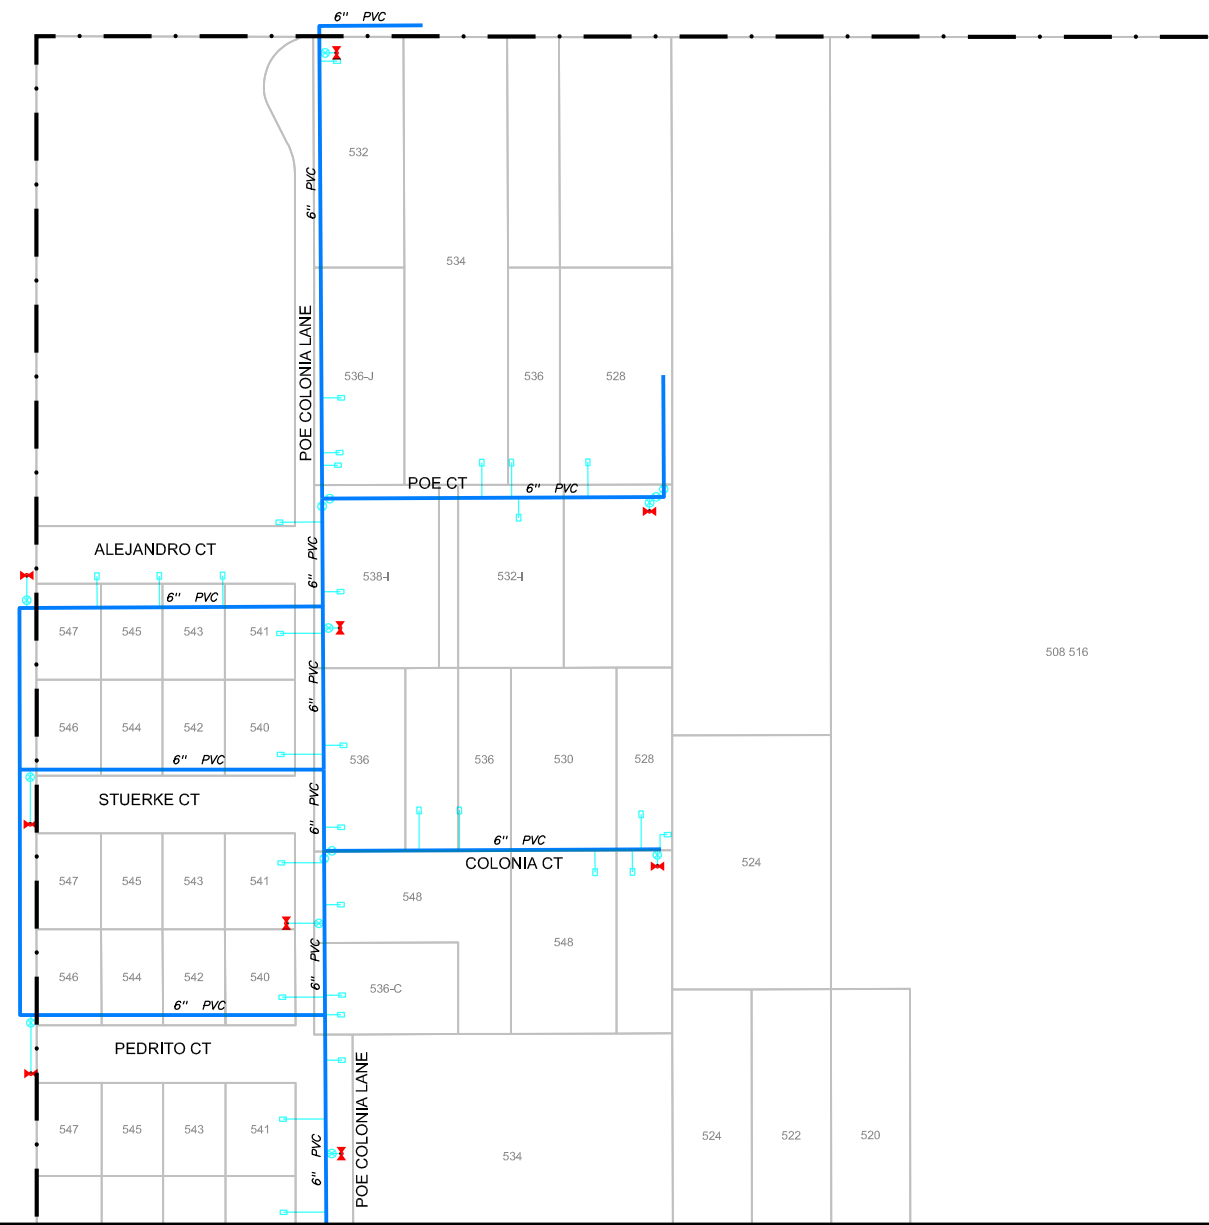 6'' PVC
532
6'' PVC
534
POE COLONIA LANE
536-J
536
528
POE CT
6'' PVC
ALEJANDRO CT
6'' PVC
538-I
532-I
6'' PVC
547
545
543
541
508 516
6'' PVC
546
544
542
540
536
536
530
528
6'' PVC
STUERKE CT
6'' PVC
6'' PVC
COLONIA CT
524
547
545
543
541
548
548
6'' PVC
546
544
542
540
536-C
6'' PVC
PEDRITO CT
POE COLONIA LANE
547
545
543
541
6'' PVC
534
524
522
520